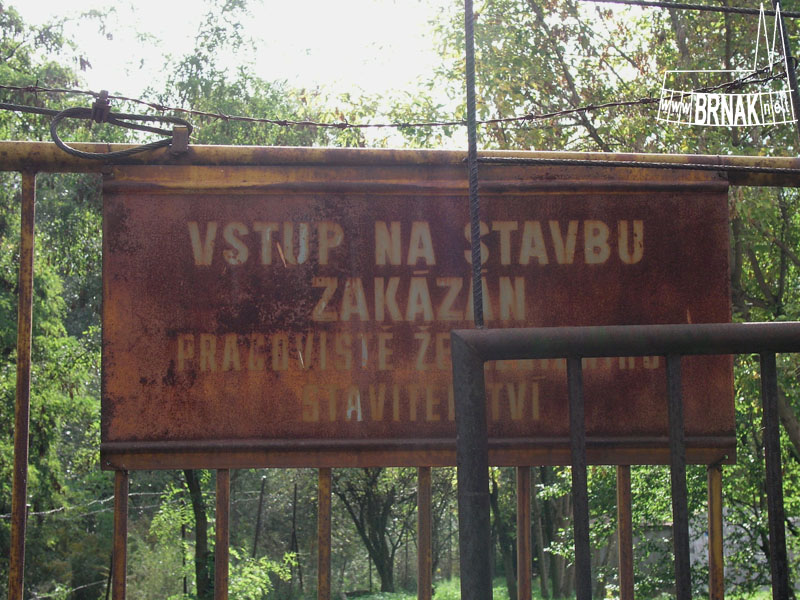 www.BRNAK.net
VSTUP NA STAVBU
ZAKÁZÁN
PRACOVIŠTĚ
STAVITELSTVÍ